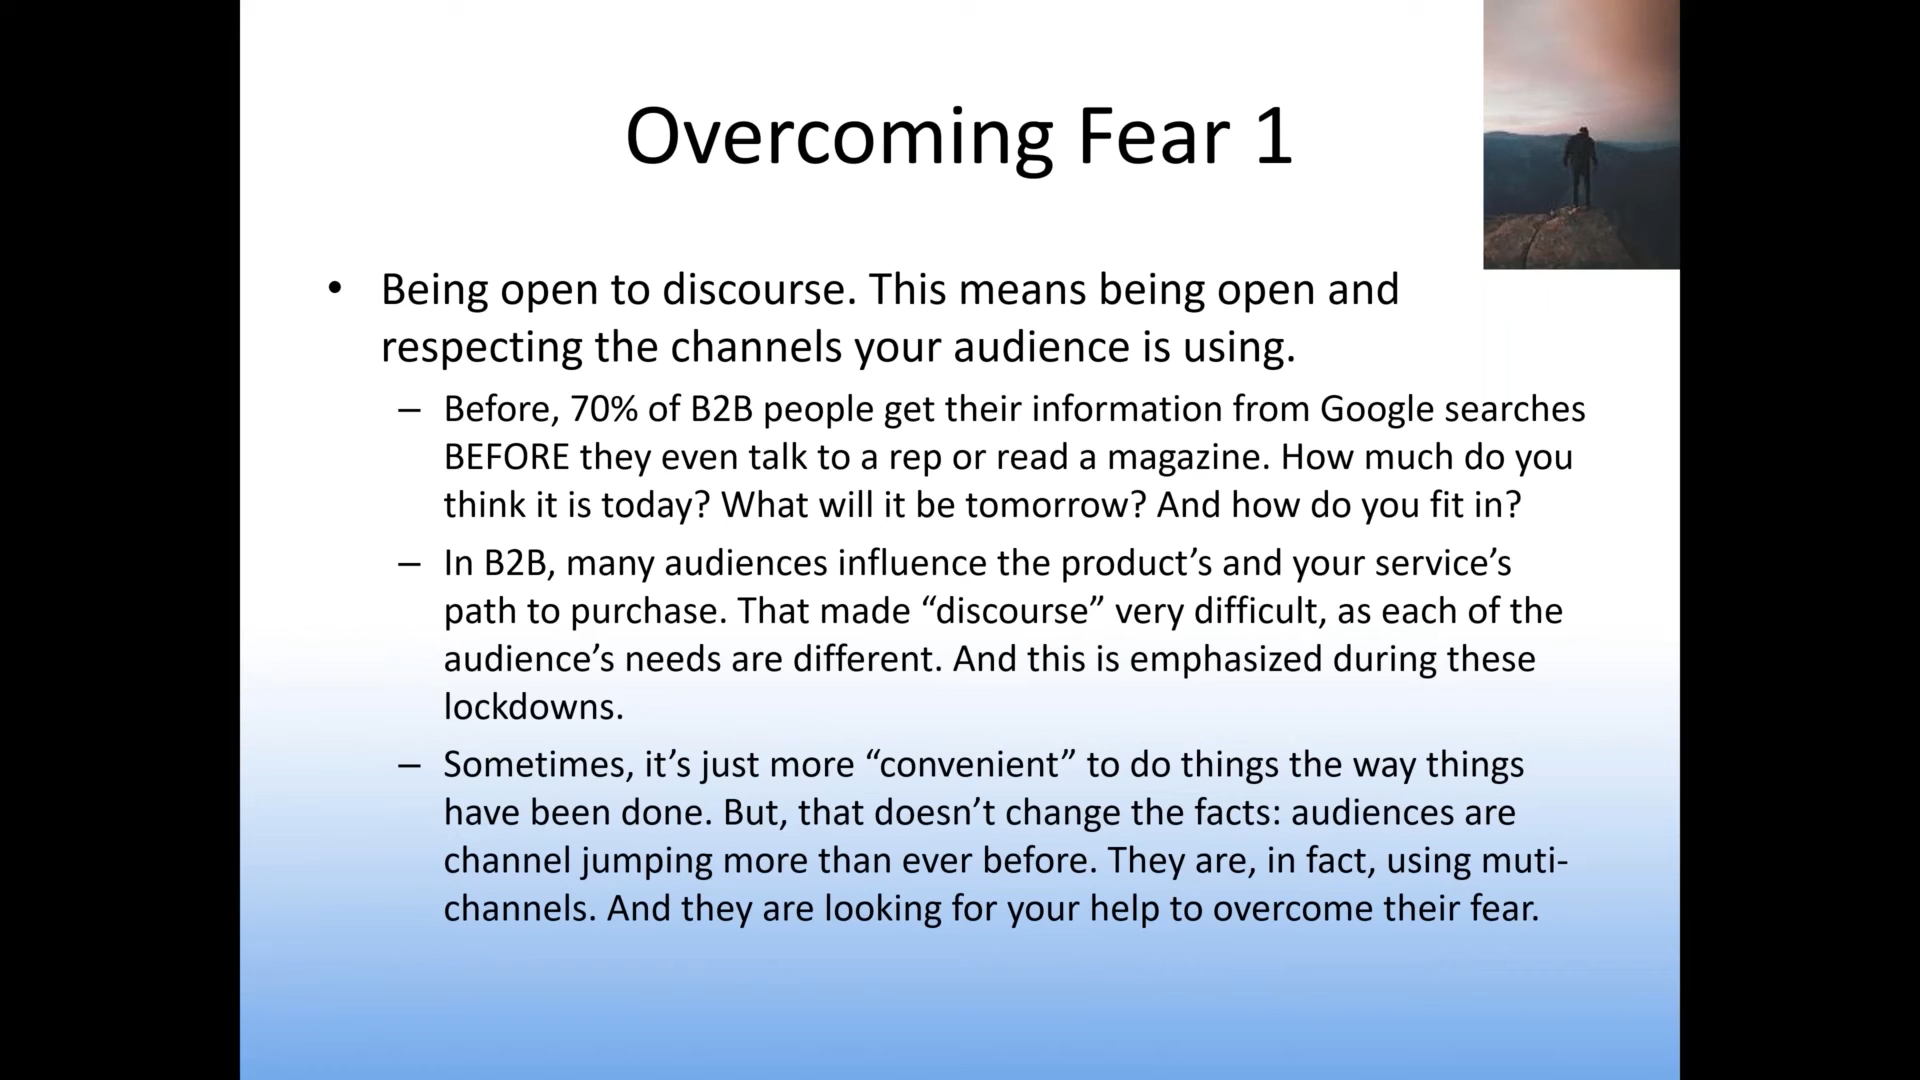 Overcoming Fear 1
• Being open to discourse. This means being open and
respecting the channels your audience is using.
– Before, 70% of B2B people get their information from Google searches
BEFORE they even talk to a rep or read a magazine. How much do you
think it is today? What will it be tomorrow? And how do you fit in?
– In B2B, many audiences influence the product’s and your service’s
path to purchase. That made “discourse” very difficult, as each of the
audience’s needs are different. And this is emphasized during these
lockdowns.
– Sometimes, it’s just more “convenient” to do things the way things
have been done. But, that doesn’t change the facts: audiences are
channel jumping more than ever before. They are, in fact, using muti-
channels. And they are looking for your help to overcome their fear.